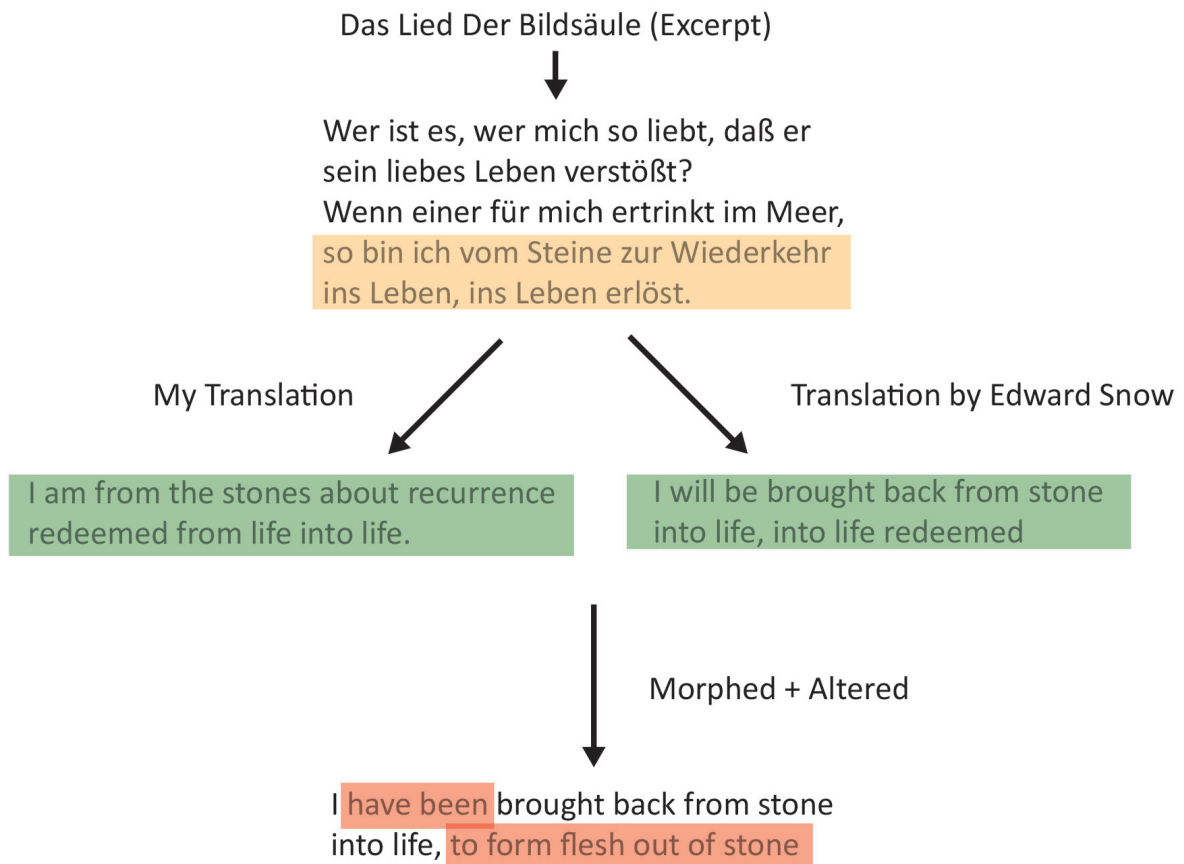 Das Lied Der Bildsäule (Excerpt)
Wer ist es, wer mich so liebt, daß er
sein liebes Leben verstößt?
Wenn einer für mich ertrinkt im Meer,
so bin ich vom Steine zur Wiederkehr
ins Leben, ins Leben erlöst.
My Translation
Translation by Edward Snow
I am from the stones about recurrence
redeemed from life into life.
I will be brought back from stone
into life, into life redeemed
Morphed + Altered
I have been brought back from stone
into life, to form flesh out of stone